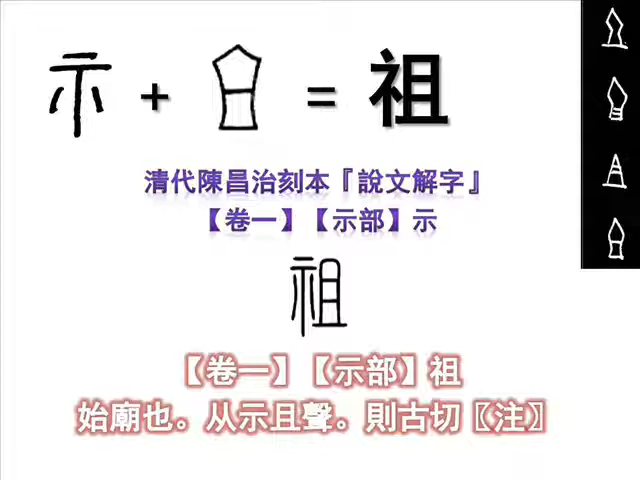 示 + 且 = 祖
清代陳昌治刻本『說文解字』
【卷一】【示部】示
祖
【卷一】【示部】祖
始廟也。从示且聲。則古切〖注〗